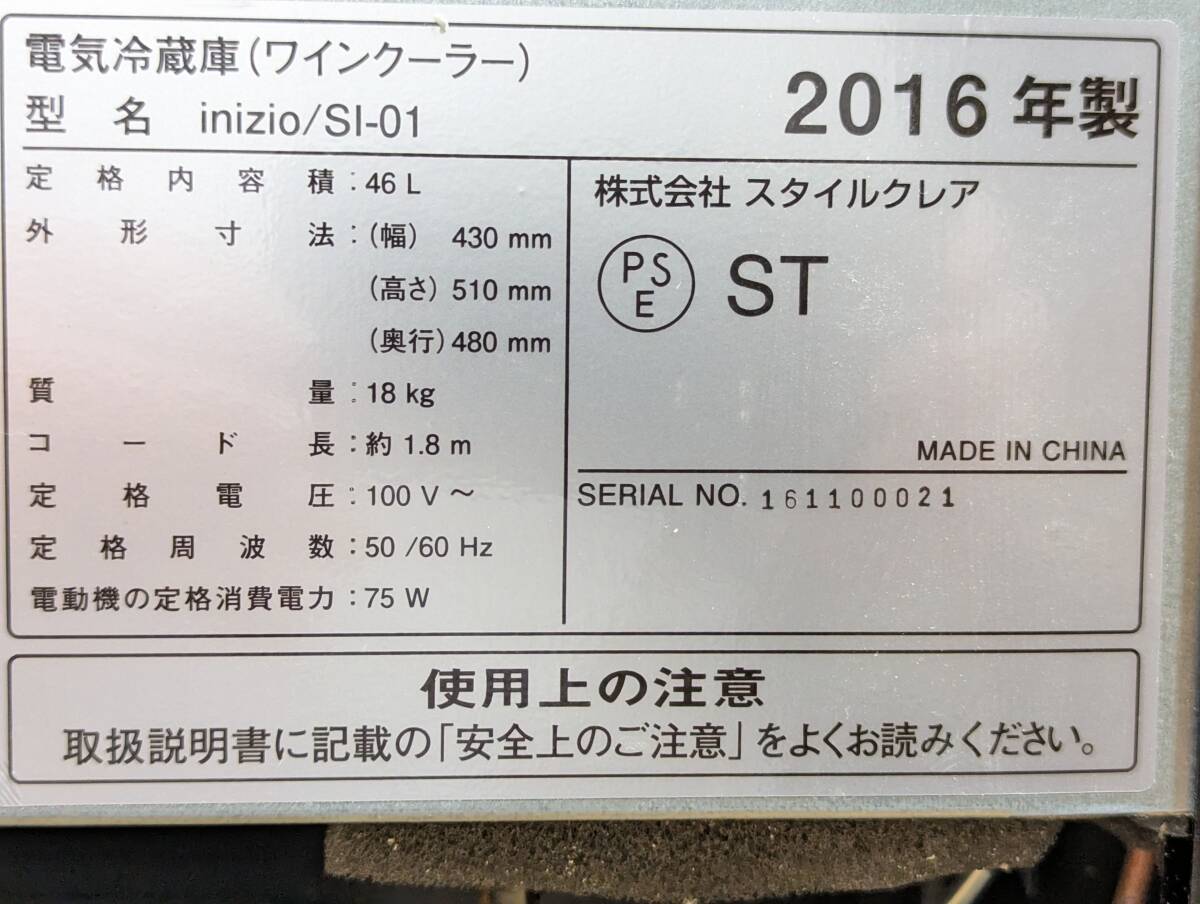 電気冷蔵庫(ワインクーラー)
型名 inizio/SI-01
2016年製
定格内容積：46 L
外形寸法：(幅) 430 mm
(高さ) 510 mm
(奥行) 480 mm
質量：18 kg
コード長：約 1.8 m
定格電圧：100 V～
定格周波数：50 /60 Hz
電動機の定格消費電力：75 W
株式会社 スタイルクレア
PS
E
ST
MADE IN CHINA
SERIAL NO. 161100021
使用上の注意
取扱説明書に記載の「安全上のご注意」をよくお読みください。